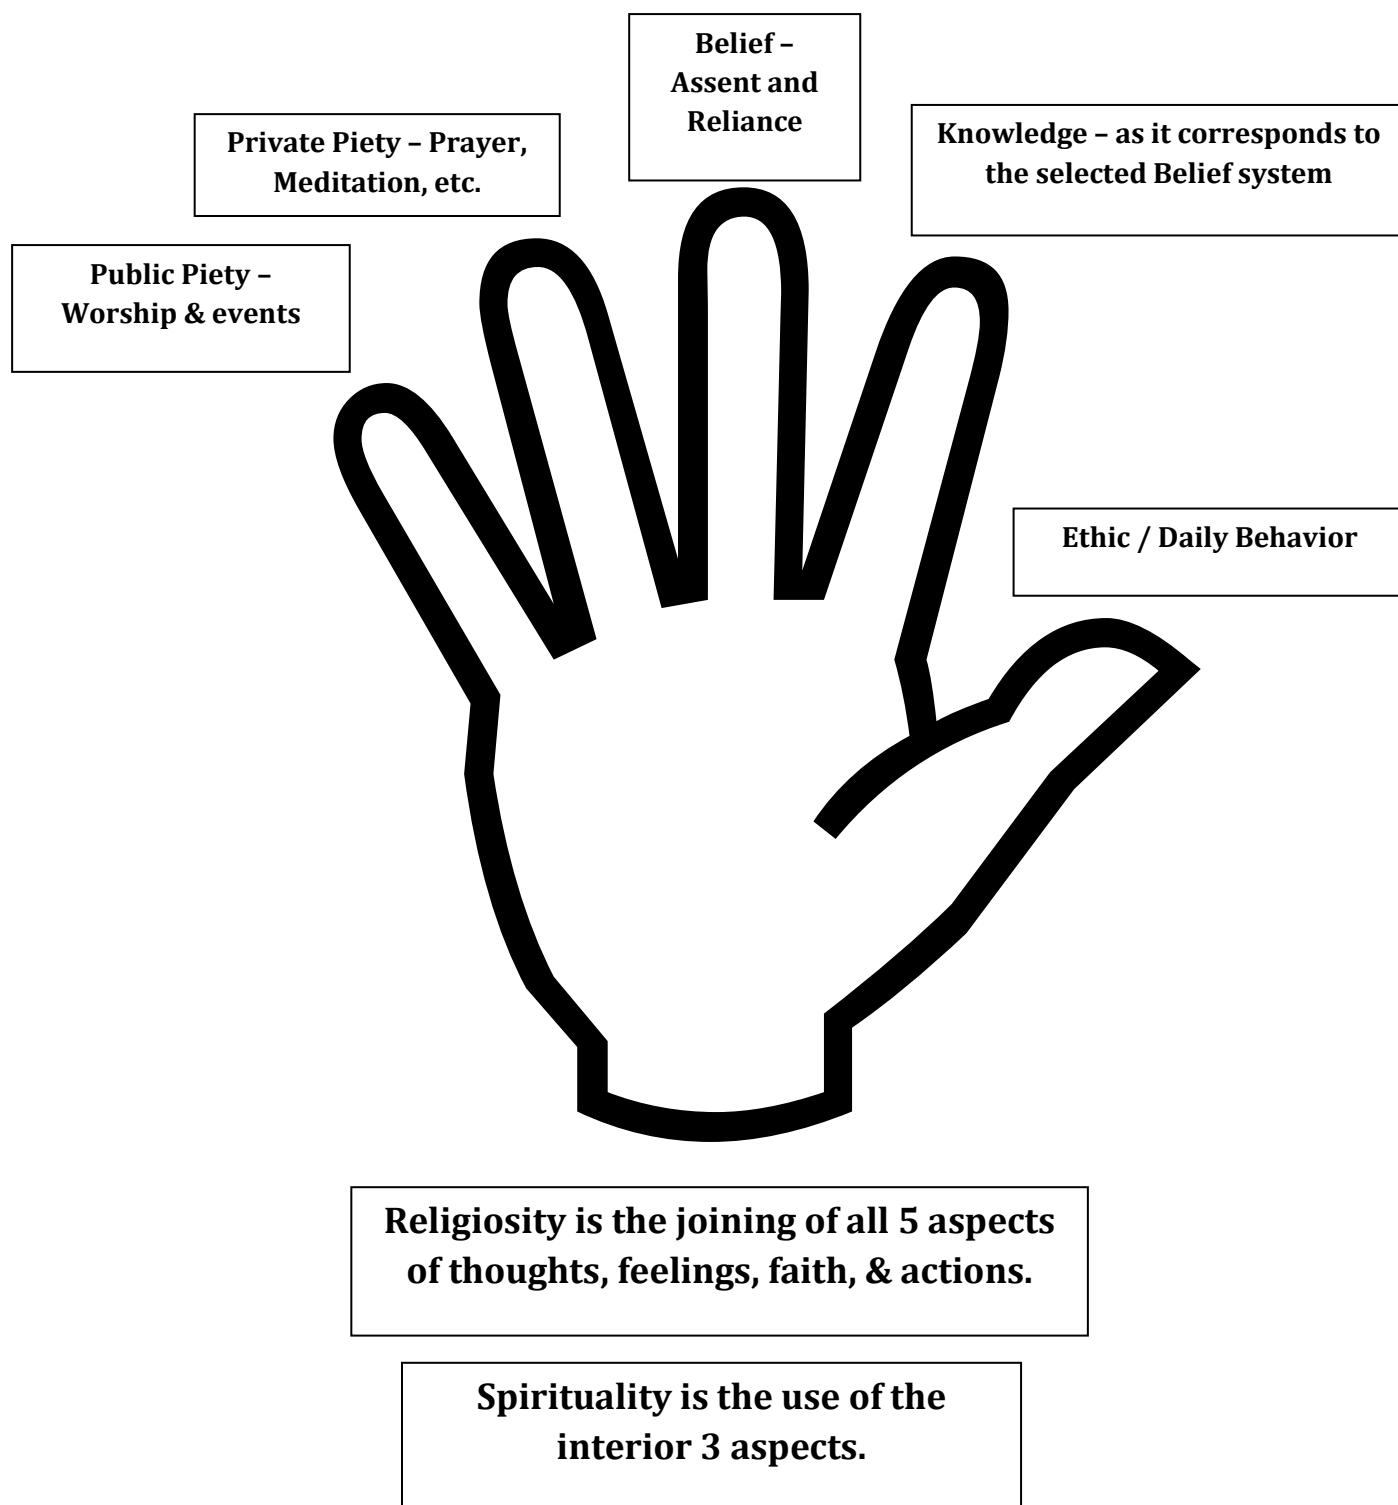 Belief –
Assent and
Reliance
Private Piety – Prayer,
Meditation, etc.
Knowledge – as it corresponds to
the selected Belief system
Public Piety –
Worship & events
Ethic / Daily Behavior
Religiosity is the joining of all 5 aspects
of thoughts, feelings, faith, & actions.
Spirituality is the use of the
interior 3 aspects.